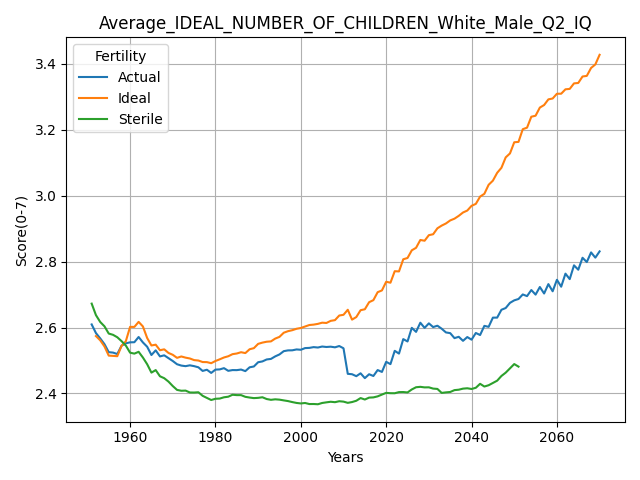 Average_IDEAL_NUMBER_OF_CHILDREN_White_Male_Q2_IQ
Fertility
Actual
Ideal
Sterile
Score(0-7)
3.4
3.2
3.0
2.8
2.6
2.4
1960 1980 2000 2020 2040 2060
Years